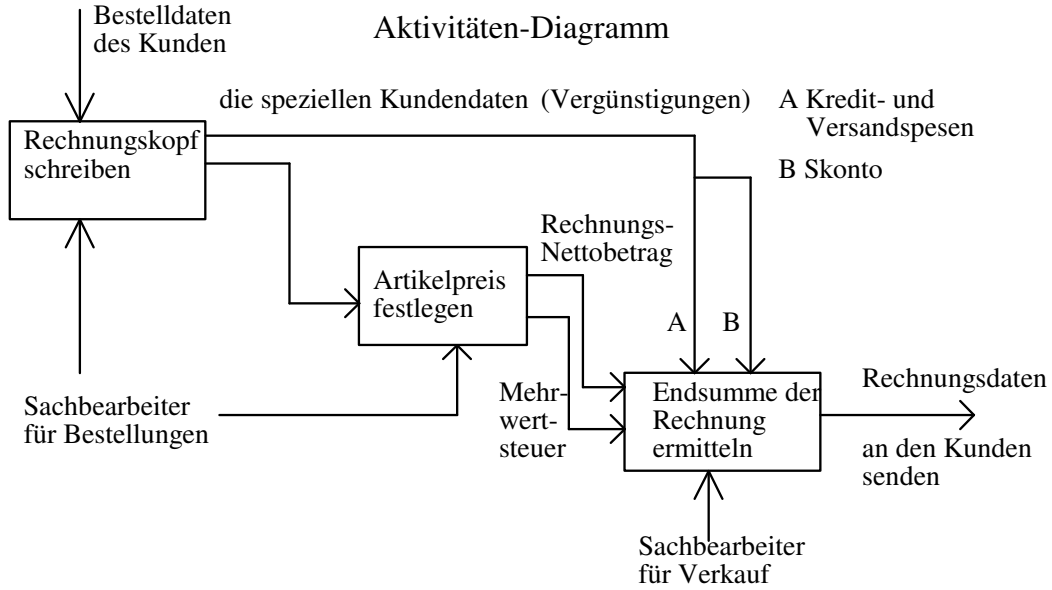 Bestelldaten
des Kunden
Aktivitäten-Diagramm
die speziellen Kundendaten (Vergünstigungen)
A Kredit- und
Versandspesen
B Skonto
Rechnungskopf
schreiben
Rechnungs-
Nettobetrag
Artikelpreis
festlegen
A
B
Sachbearbeiter
für Bestellungen
Mehr-
wert-
steuer
Endsumme der
Rechnung
ermitteln
Rechnungsdaten
an den Kunden
senden
Sachbearbeiter
für Verkauf